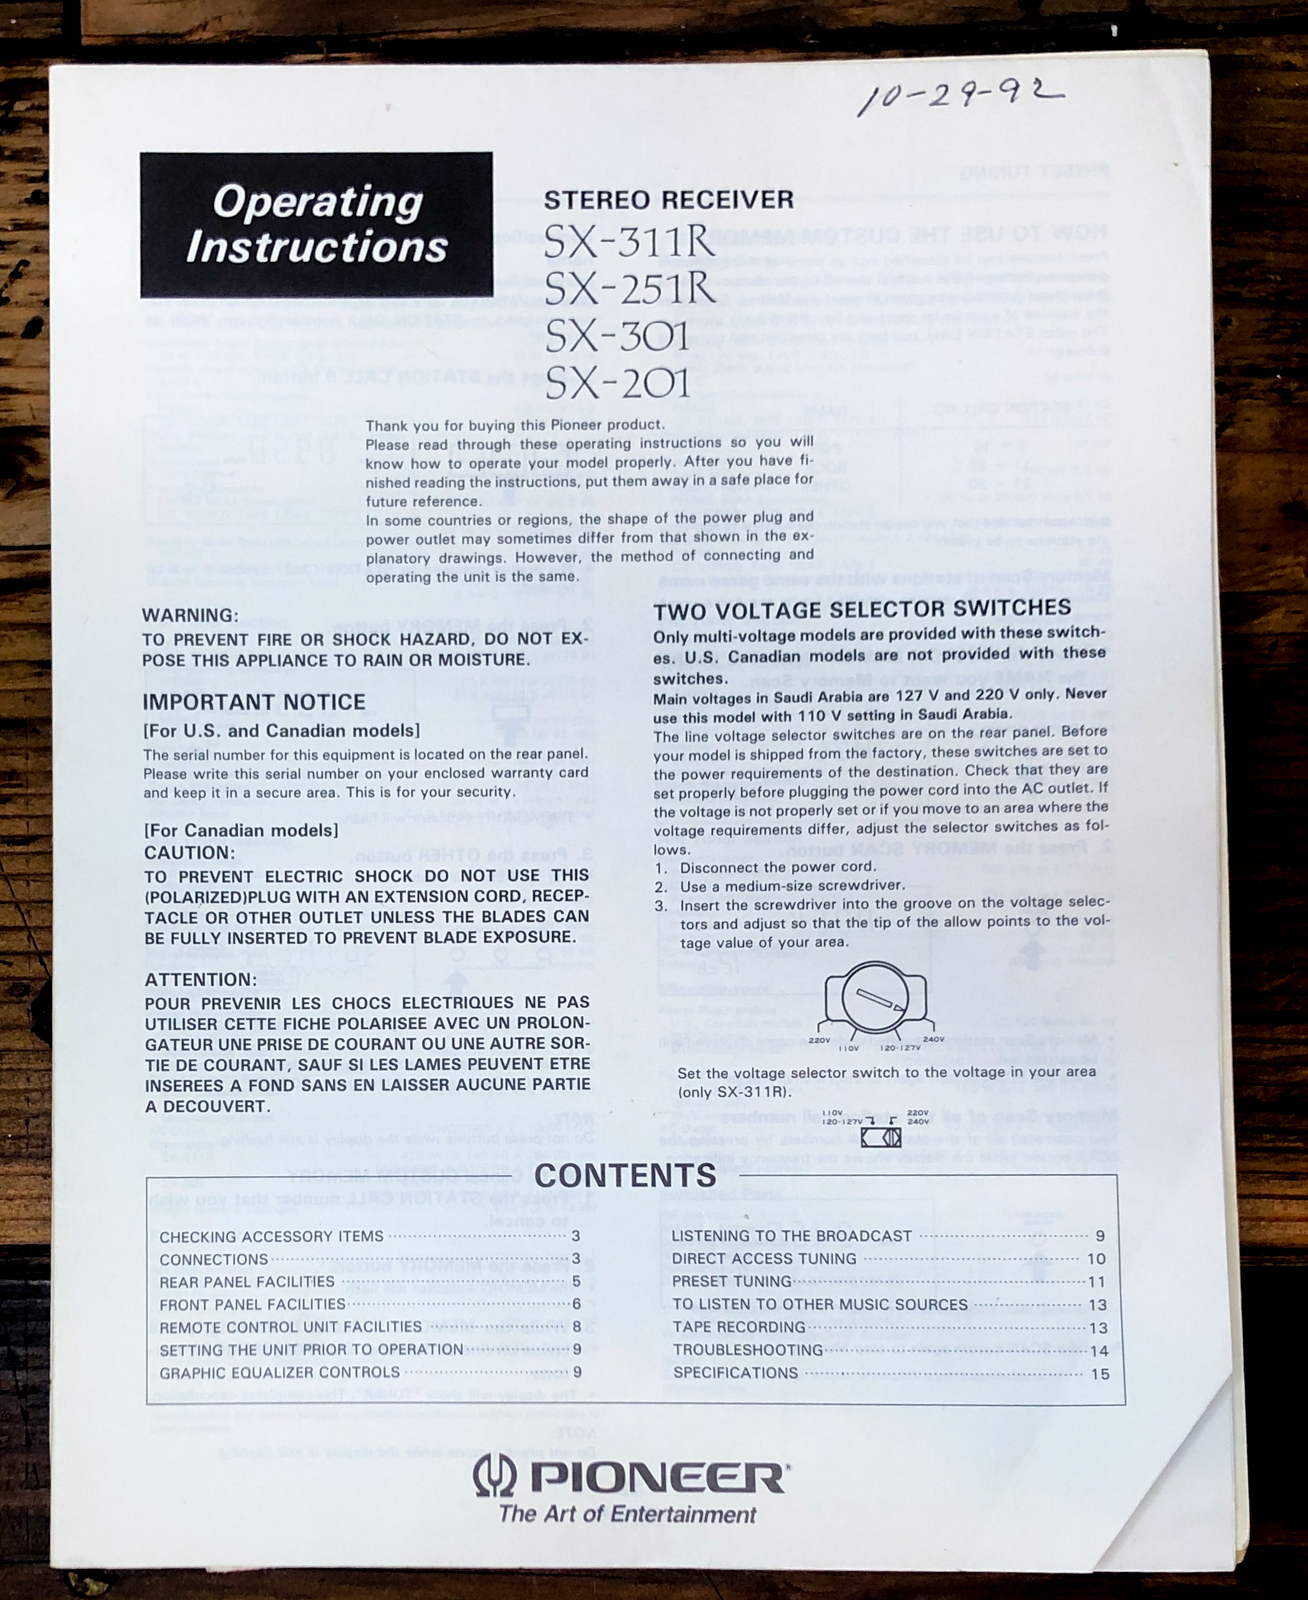 10-29-92
Operating
Instructions
STEREO RECEIVER
SX-311R
SX-251R
SX-301
SX-201
Thank you for buying this Pioneer product.
Please read through these operating instructions so you will
know how to operate your model properly. After you have fi-
nished reading the instructions, put them away in a safe place for
future reference.
In some countries or regions, the shape of the power plug and
power outlet may sometimes differ from that shown in the ex-
planatory drawings. However, the method of connecting and
operating the unit is the same.
WARNING:
TO PREVENT FIRE OR SHOCK HAZARD, DO NOT EX-
POSE THIS APPLIANCE TO RAIN OR MOISTURE.
IMPORTANT NOTICE
[For U.S. and Canadian models]
The serial number for this equipment is located on the rear panel.
Please write this serial number on your enclosed warranty card
and keep it in a secure area. This is for your security.
[For Canadian models]
CAUTION:
TO PREVENT ELECTRIC SHOCK DO NOT USE THIS
(POLARIZED)PLUG WITH AN EXTENSION CORD, RECEP-
TACLE OR OTHER OUTLET UNLESS THE BLADES CAN
BE FULLY INSERTED TO PREVENT BLADE EXPOSURE.
ATTENTION:
POUR PREVENIR LES CHOCS ELECTRIQUES NE PAS
UTILISER CETTE FICHE POLARISEE AVEC UN PROLON-
GATEUR UNE PRISE DE COURANT OU UNE AUTRE SOR-
TIE DE COURANT, SAUF SI LES LAMES PEUVENT ETRE
INSEREES A FOND SANS EN LAISSER AUCUNE PARTIE
A DECOUVERT.
TWO VOLTAGE SELECTOR SWITCHES
Only multi-voltage models are provided with these switch-
es. U.S. Canadian models are not provided with these
switches.
Main voltages in Saudi Arabia are 127 V and 220 V only. Never
use this model with 110 V setting in Saudi Arabia.
The line voltage selector switches are on the rear panel. Before
your model is shipped from the factory, these switches are set to
the power requirements of the destination. Check that they are
set properly before plugging the power cord into the AC outlet. If
the voltage is not properly set or if you move to an area where the
voltage requirements differ, adjust the selector switches as fol-
lows.
1. Disconnect the power cord.
2. Use a medium-size screwdriver.
3. Insert the screwdriver into the groove on the voltage selec-
tors and adjust so that the tip of the allow points to the vol-
tage value of your area.
220V 240V
110V 120-127V
Set the voltage selector switch to the voltage in your area
(only SX-311R).
110V 220V
120-127V 240V
CONTENTS
CHECKING ACCESSORY ITEMS 3
CONNECTIONS 3
REAR PANEL FACILITIES 5
FRONT PANEL FACILITIES 6
REMOTE CONTROL UNIT FACILITIES 8
SETTING THE UNIT PRIOR TO OPERATION 9
GRAPHIC EQUALIZER CONTROLS 9
LISTENING TO THE BROADCAST 9
DIRECT ACCESS TUNING 10
PRESET TUNING 11
TO LISTEN TO OTHER MUSIC SOURCES 13
TAPE RECORDING 13
TROUBLESHOOTING 14
SPECIFICATIONS 15
PIONEER®
The Art of Entertainment